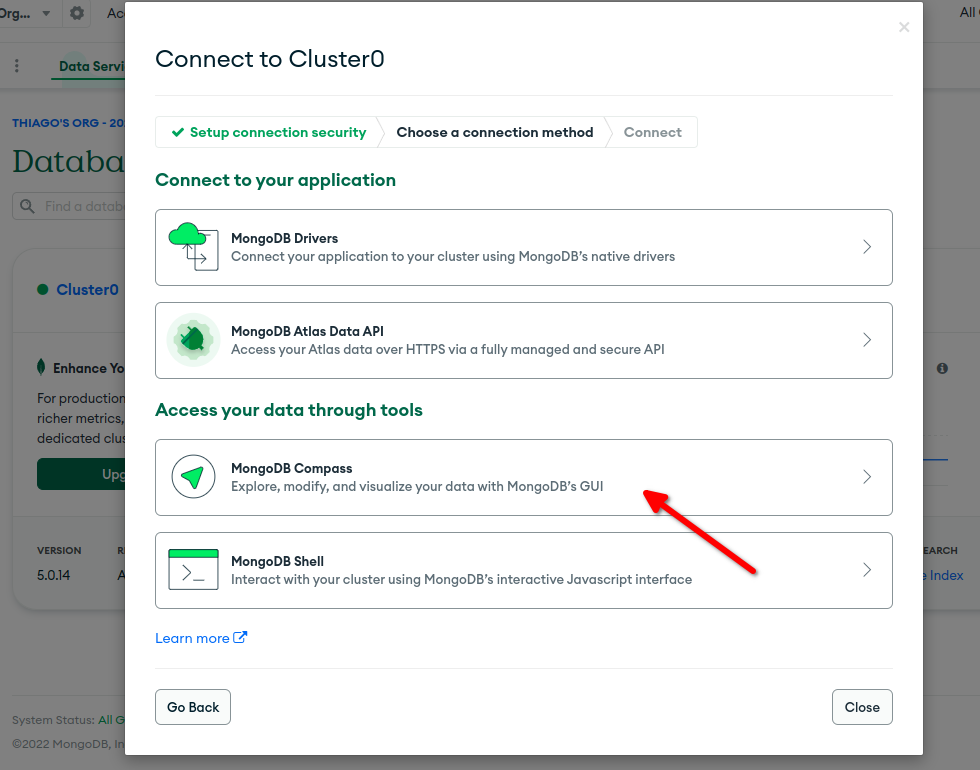 Org...
All
Connect to Cluster0
Data Servi
Setup connection security
Choose a connection method
Connect
THIAGO'S ORG - 20
Databa
Connect to your application
Find a datab
MongoDB Drivers
Connect your application to your cluster using MongoDB's native drivers
Cluster0
MongoDB Atlas Data API
Access your Atlas data over HTTPS via a fully managed and secure API
Enhance Yo
For production
richer metrics,
dedicated clus
Upg
Access your data through tools
MongoDB Compass
Explore, modify, and visualize your data with MongoDB's GUI
VERSION
5.0.14
MongoDB Shell
Interact with your cluster using MongoDB's interactive Javascript interface
EARCH
e Index
Learn more
Go Back
Close
System Status: All G
©2022 MongoDB, In